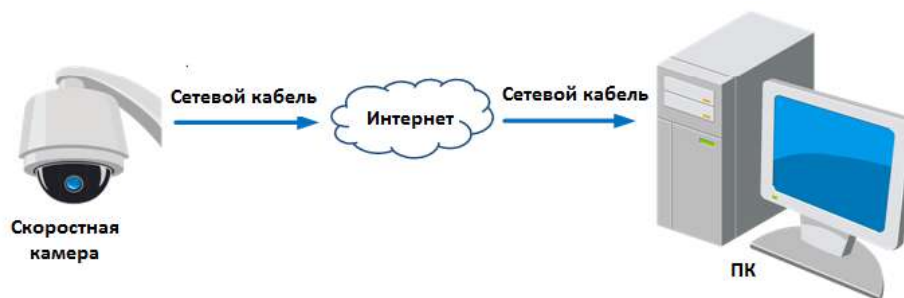 Сетевой кабель
Интернет
Сетевой кабель
Скоростная
камера
ПК